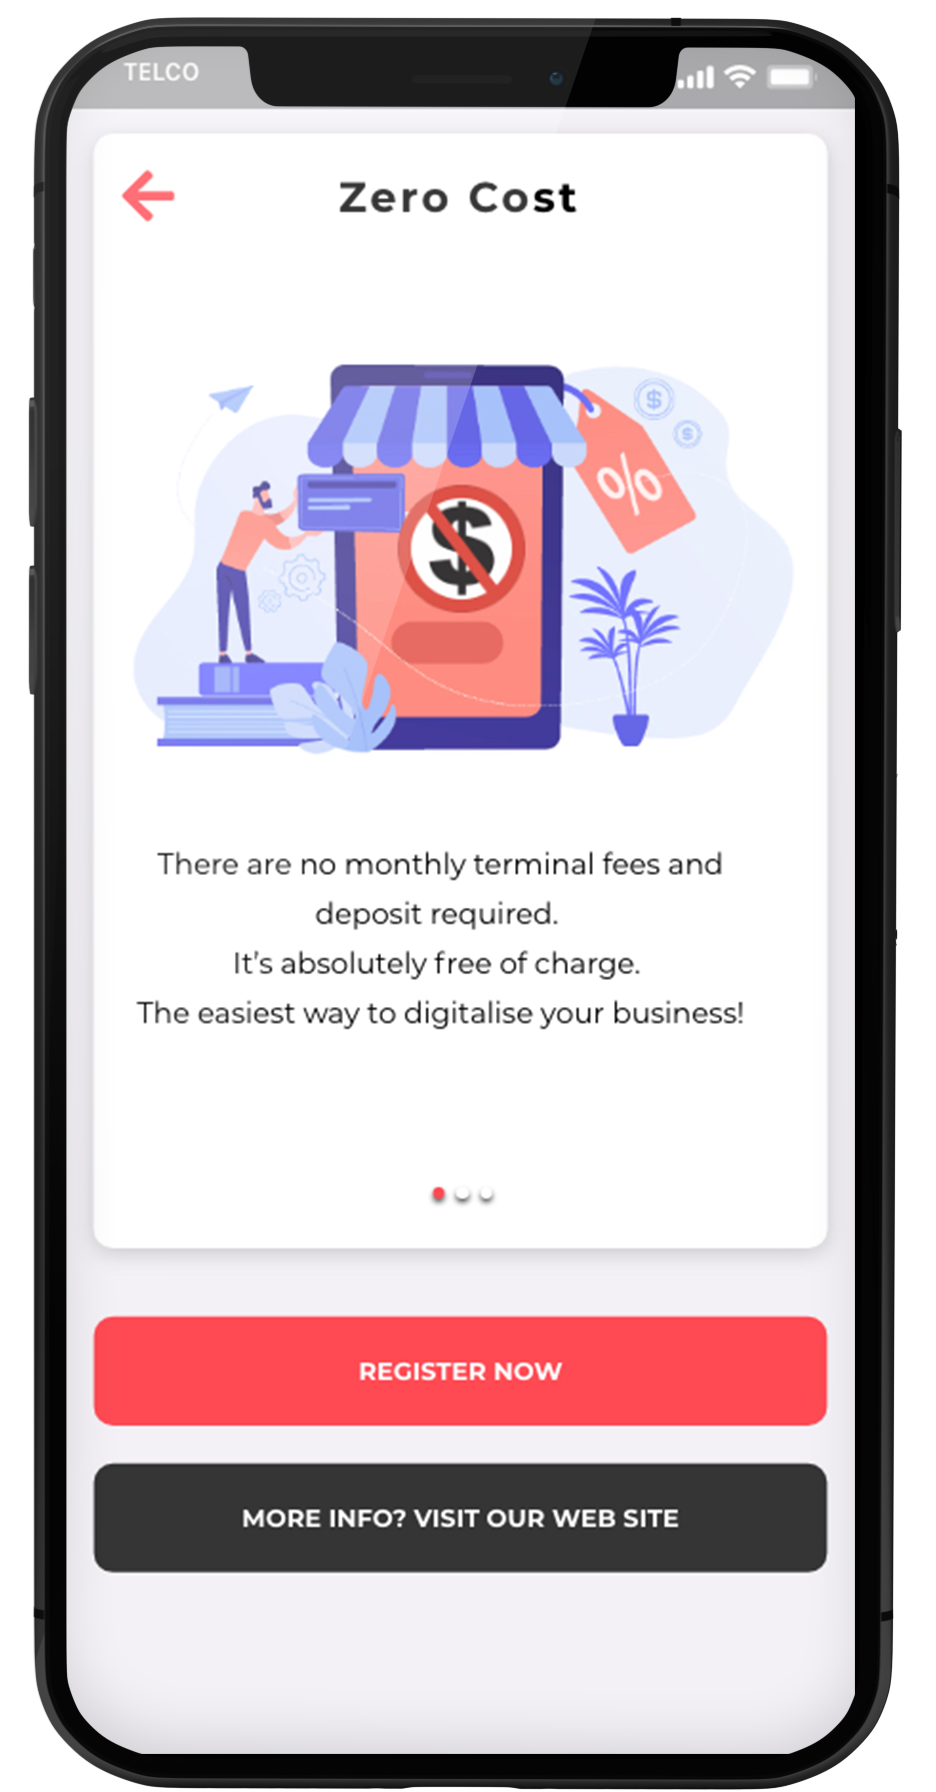 TELCO
Zero Cost
$
$
%
$
There are no monthly terminal fees and
deposit required.
It's absolutely free of charge.
The easiest way to digitalise your business!
REGISTER NOW
MORE INFO? VISIT OUR WEB SITE